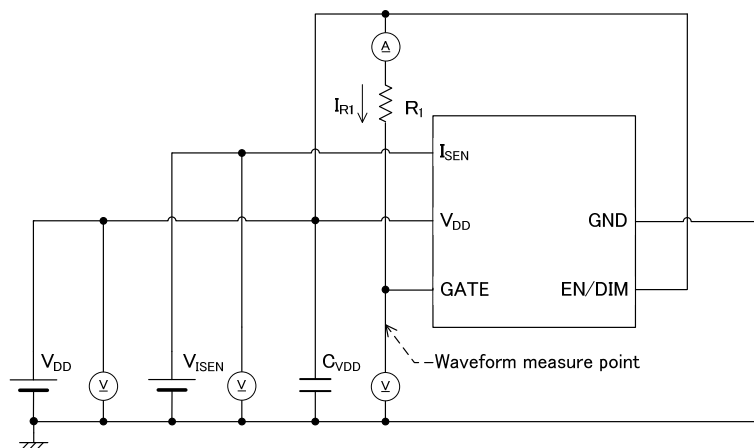 A
I_R1
R_1
I_SEN
V_DD
GND
GATE
EN/DIM
V_DD
V
V_ISEN
V
C_VDD
V
Waveform measure point